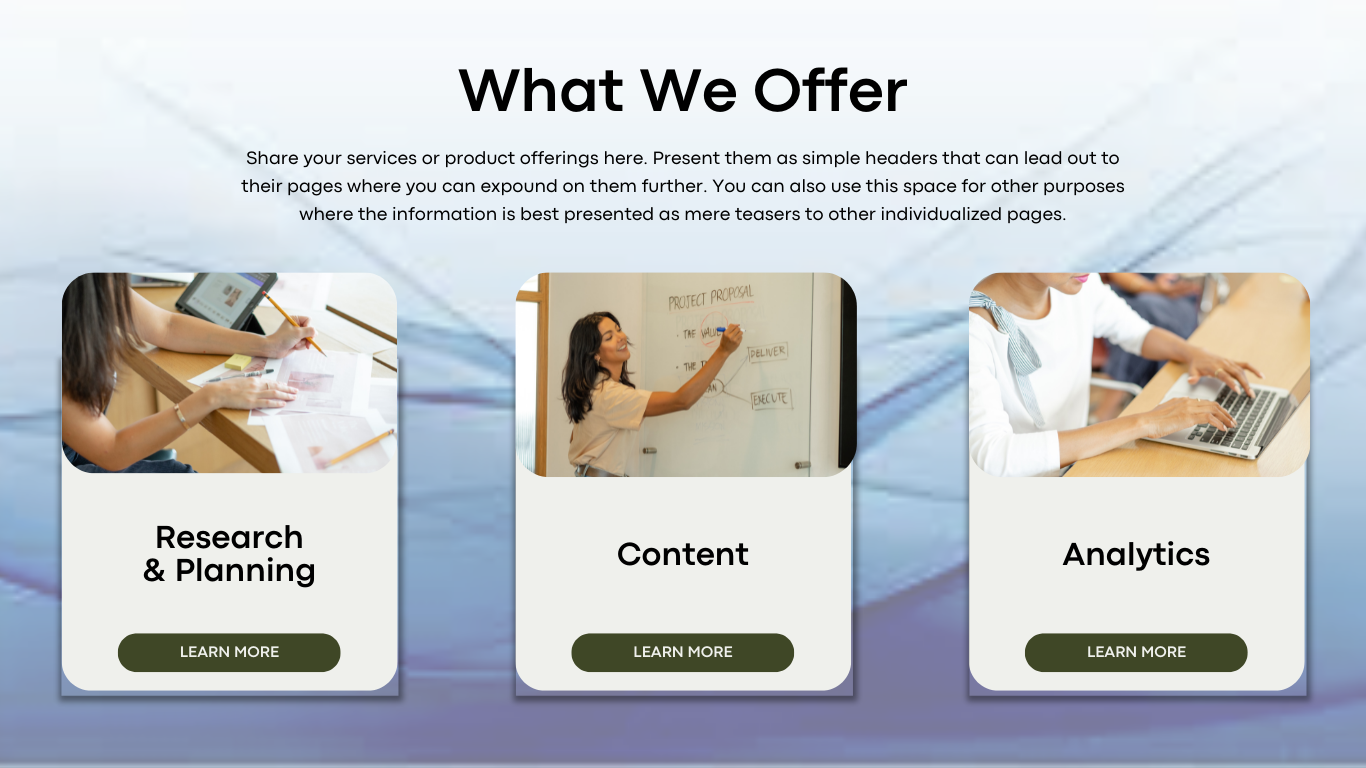 What We Offer
Share your services or product offerings here. Present them as simple headers that can lead out to
their pages where you can expound on them further. You can also use this space for other purposes
where the information is best presented as mere teasers to other individualized pages.
PROJECT PROPOSAL
· THE VALUE
· THE
DELIVER
EXECUTE
Research
& Planning
Content
Analytics
LEARN MORE
LEARN MORE
LEARN MORE